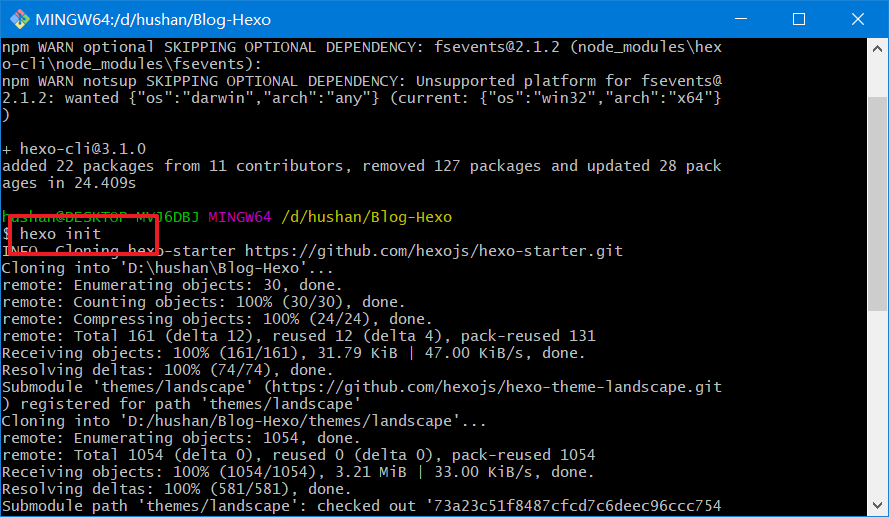 MINGW64:/d/hushan/Blog-Hexo
npm WARN optional SKIPPING OPTIONAL DEPENDENCY: fsevents@2.1.2 (node_modules\hex
o-cli\node_modules\fsevents):
npm WARN notsup SKIPPING OPTIONAL DEPENDENCY: Unsupported platform for fsevents@
2.1.2: wanted {"os":"darwin","arch":"any"} (current: {"os":"win32","arch":"x64"}
)
+ hexo-cli@3.1.0
added 22 packages from 11 contributors, removed 127 packages and updated 28 pack
ages in 24.409s
hushan@DESKTOP-MVJ6DBJ MINGW64 /d/hushan/Blog-Hexo
$ hexo init
INFO  Cloning hexo-starter https://github.com/hexojs/hexo-starter.git
Cloning into 'D:\hushan\Blog-Hexo'...
remote: Enumerating objects: 30, done.
remote: Counting objects: 100% (30/30), done.
remote: Compressing objects: 100% (24/24), done.
remote: Total 161 (delta 12), reused 12 (delta 4), pack-reused 131
Receiving objects: 100% (161/161), 31.79 KiB | 47.00 KiB/s, done.
Resolving deltas: 100% (74/74), done.
Submodule 'themes/landscape' (https://github.com/hexojs/hexo-theme-landscape.git
) registered for path 'themes/landscape'
Cloning into 'D:/hushan/Blog-Hexo/themes/landscape'...
remote: Enumerating objects: 1054, done.
remote: Total 1054 (delta 0), reused 0 (delta 0), pack-reused 1054
Receiving objects: 100% (1054/1054), 3.21 MiB | 33.00 KiB/s, done.
Resolving deltas: 100% (581/581), done.
Submodule path 'themes/landscape': checked out '73a23c51f8487cfcd7c6deec96ccc754